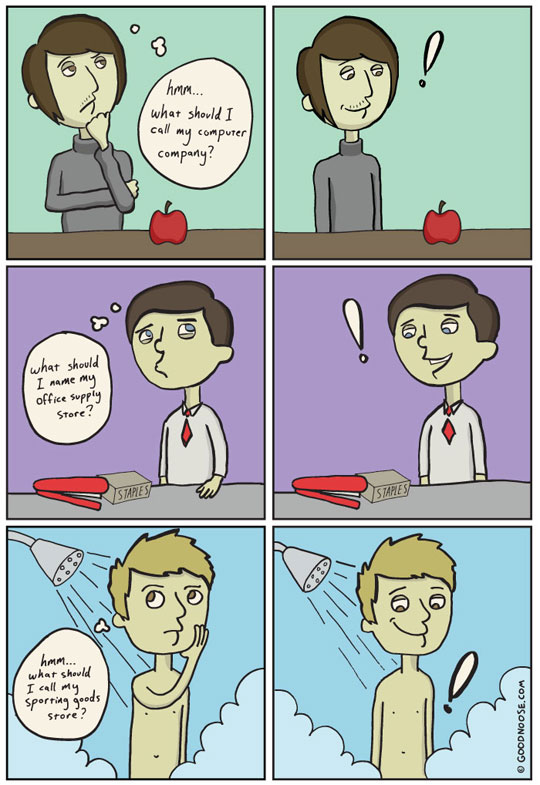 hmm...
what should I
call my computer
company?
!
what should
I name my
office supply
store?
STAPLES
!
STAPLES
hmm...
what should
I call my
sporting goods
store?
!
© GOODNOOSE.COM